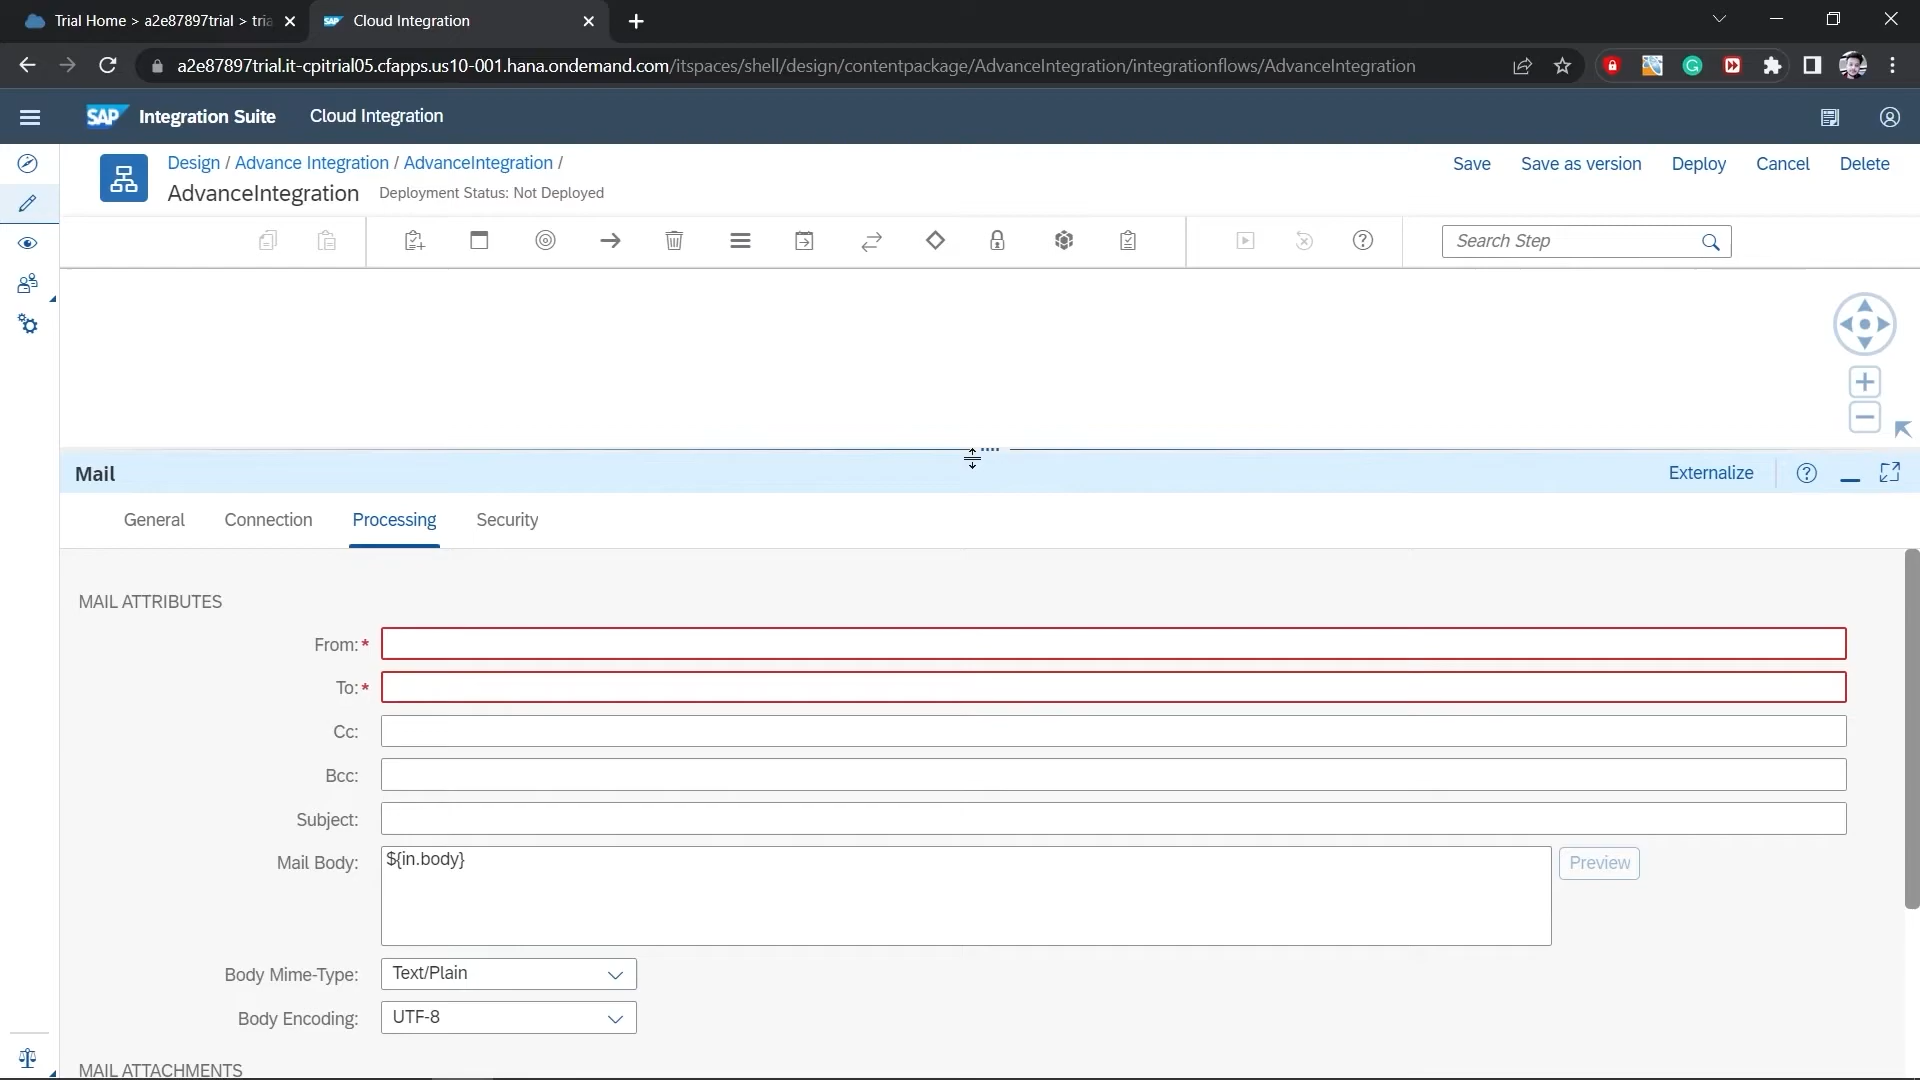 Trial Home > a2e87897trial > tria
Cloud Integration
a2e87897trial.it-cpitrial05.cfapps.us10-001.hana.ondemand.com/itspaces/shell/design/contentpackage/AdvanceIntegration/integrationflows/AdvanceIntegration
SAP Integration Suite Cloud Integration
Design / Advance Integration / AdvanceIntegration /
Save Save as version Deploy Cancel Delete
AdvanceIntegration Deployment Status: Not Deployed
Search Step
Mail
Externalize
General Connection Processing Security
MAIL ATTRIBUTES
From:*
To:*
Cc:
Bcc:
Subject:
Mail Body: ${in.body} Preview
Body Mime-Type: Text/Plain
Body Encoding: UTF-8
MAIL ATTACHMENTS